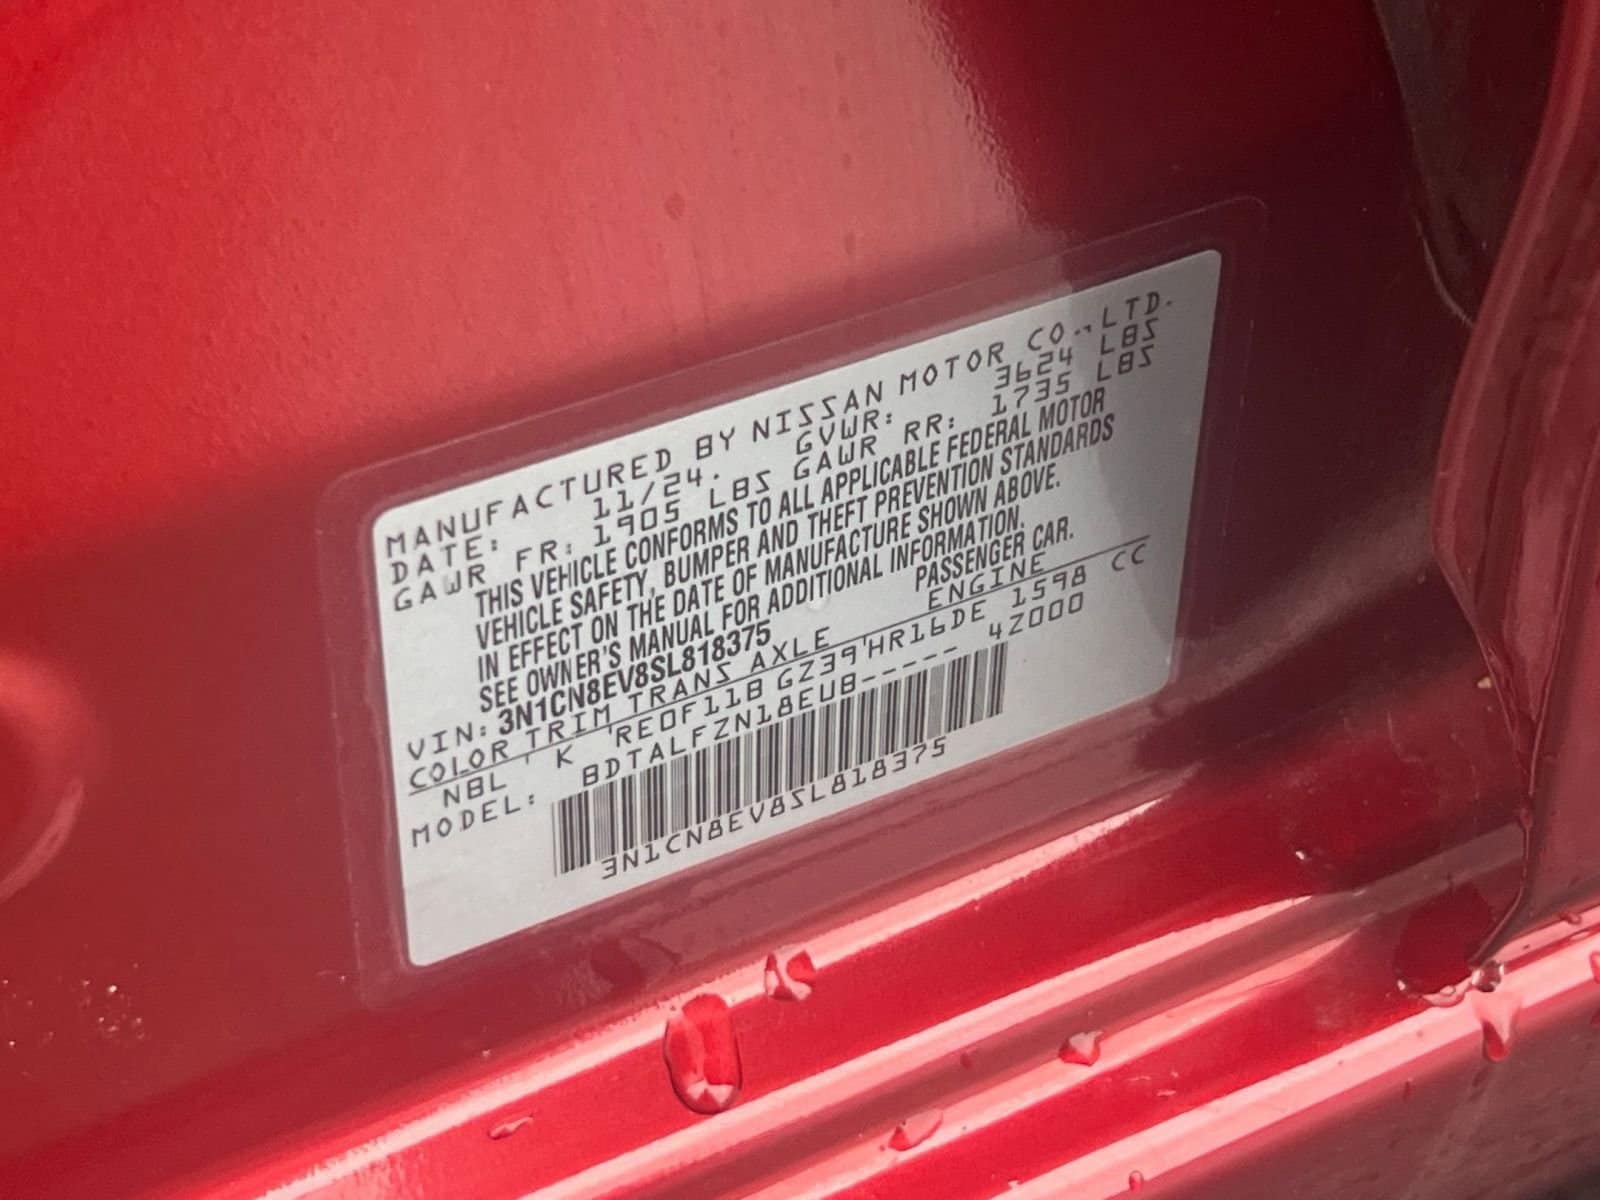 MANUFACTURED BY NISSAN MOTOR CO.,LTD.
DATE: 11/24. GVWR: 3624 LBS
GAWR FR: 1905 LBS GAWR RR: 1735 LBS
THIS VEHICLE CONFORMS TO ALL APPLICABLE FEDERAL MOTOR
VEHICLE SAFETY, BUMPER AND THEFT PREVENTION STANDARDS
IN EFFECT ON THE DATE OF MANUFACTURE SHOWN ABOVE.
SEE OWNER'S MANUAL FOR ADDITIONAL INFORMATION.
VIN: 3N1CN8EV8SL818375 PASSENGER CAR.
COLOR TRIM TRANS AXLE ENGINE
NBL K RE0F11B GZ39 HR16DE 1598 CC
MODEL: BDTALFZN18EUB----- 4Z000
3N1CN8EV8SL818375